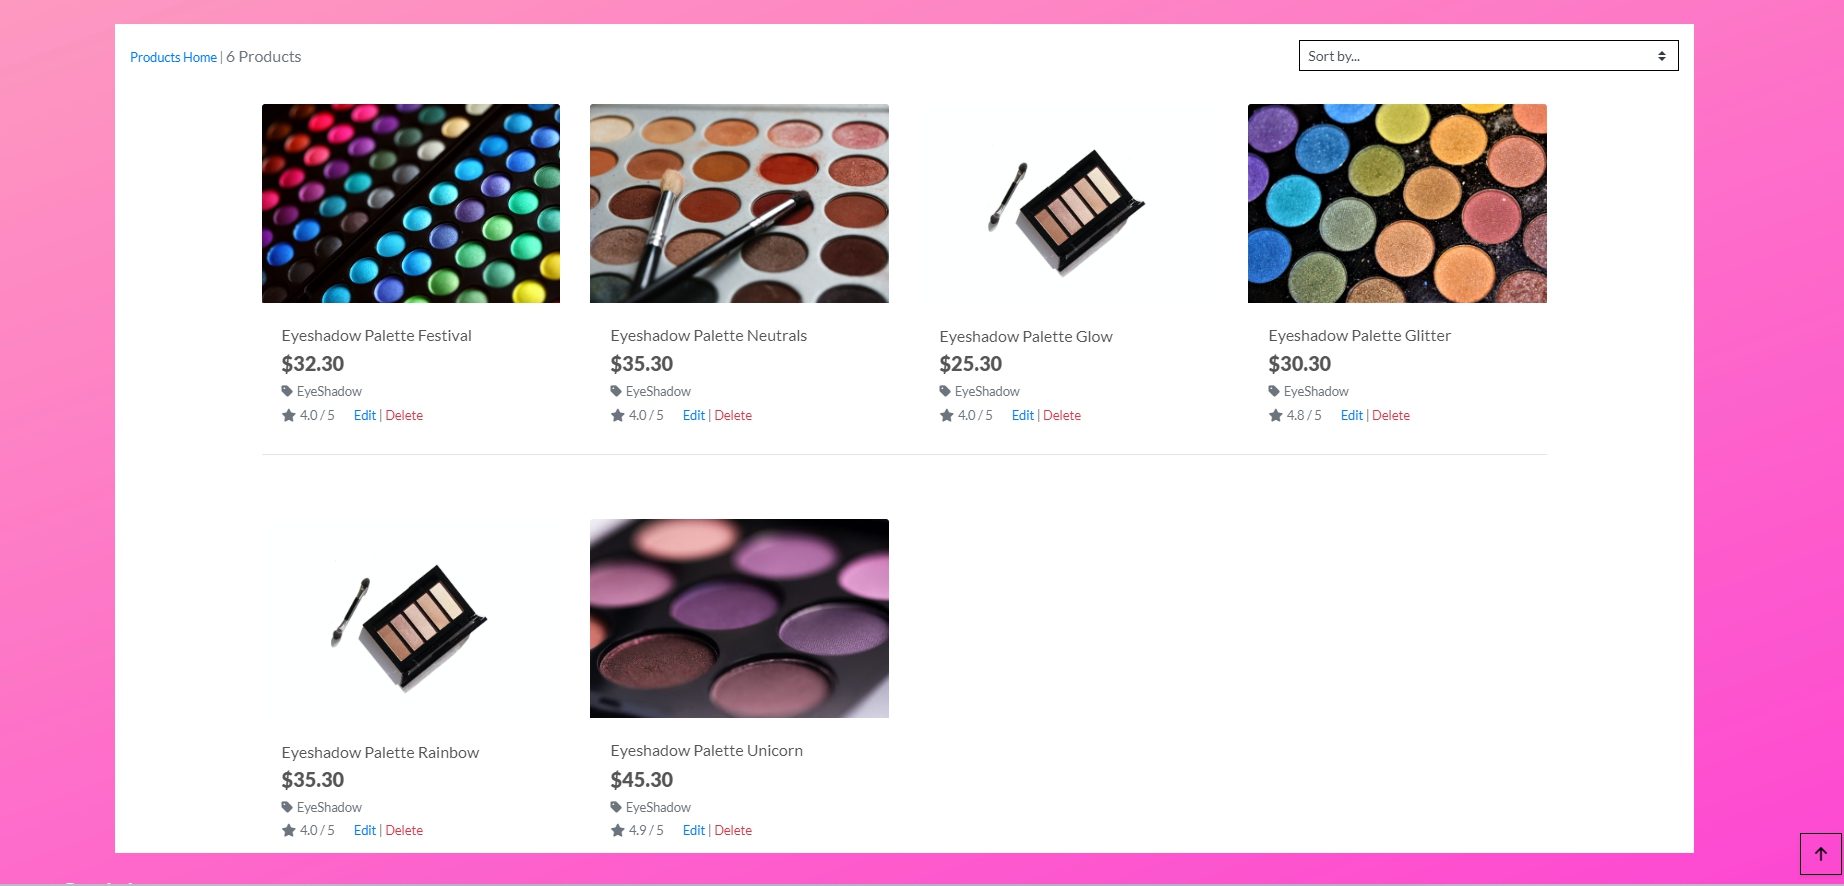 Products Home | 6 Products
Sort by...
Eyeshadow Palette Festival
$32.30
EyeShadow
4.0 / 5 Edit | Delete
Eyeshadow Palette Neutrals
$35.30
EyeShadow
4.0 / 5 Edit | Delete
Eyeshadow Palette Glow
$25.30
EyeShadow
4.0 / 5 Edit | Delete
Eyeshadow Palette Glitter
$30.30
EyeShadow
4.8 / 5 Edit | Delete
Eyeshadow Palette Rainbow
$35.30
EyeShadow
4.0 / 5 Edit | Delete
Eyeshadow Palette Unicorn
$45.30
EyeShadow
4.9 / 5 Edit | Delete